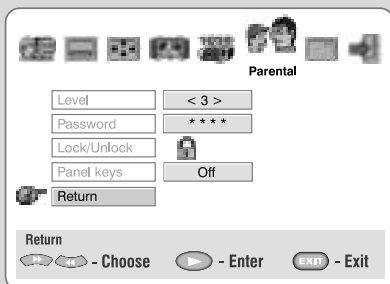 Parental
Level < 3 >
Password * * * *
Lock/Unlock
Panel keys Off
Return
Return
- Choose - Enter EXIT - Exit